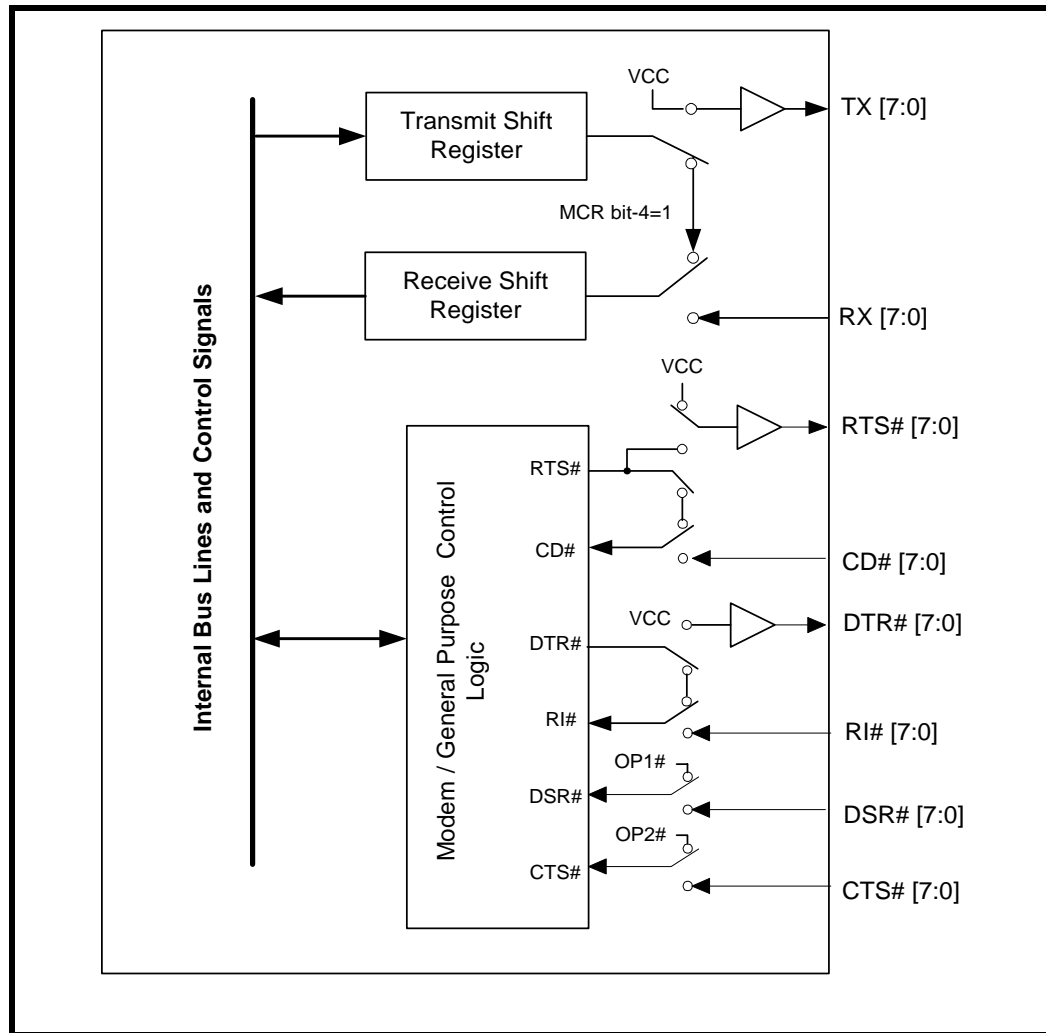 VCC
TX [7:0]
Transmit Shift
Register
MCR bit-4=1
Receive Shift
Register
RX [7:0]
Internal Bus Lines and Control Signals
VCC
RTS# [7:0]
Modem / General Purpose Control
Logic
RTS#
CD#
CD# [7:0]
VCC
DTR# [7:0]
DTR#
RI#
RI# [7:0]
OP1#
DSR#
DSR# [7:0]
OP2#
CTS#
CTS# [7:0]